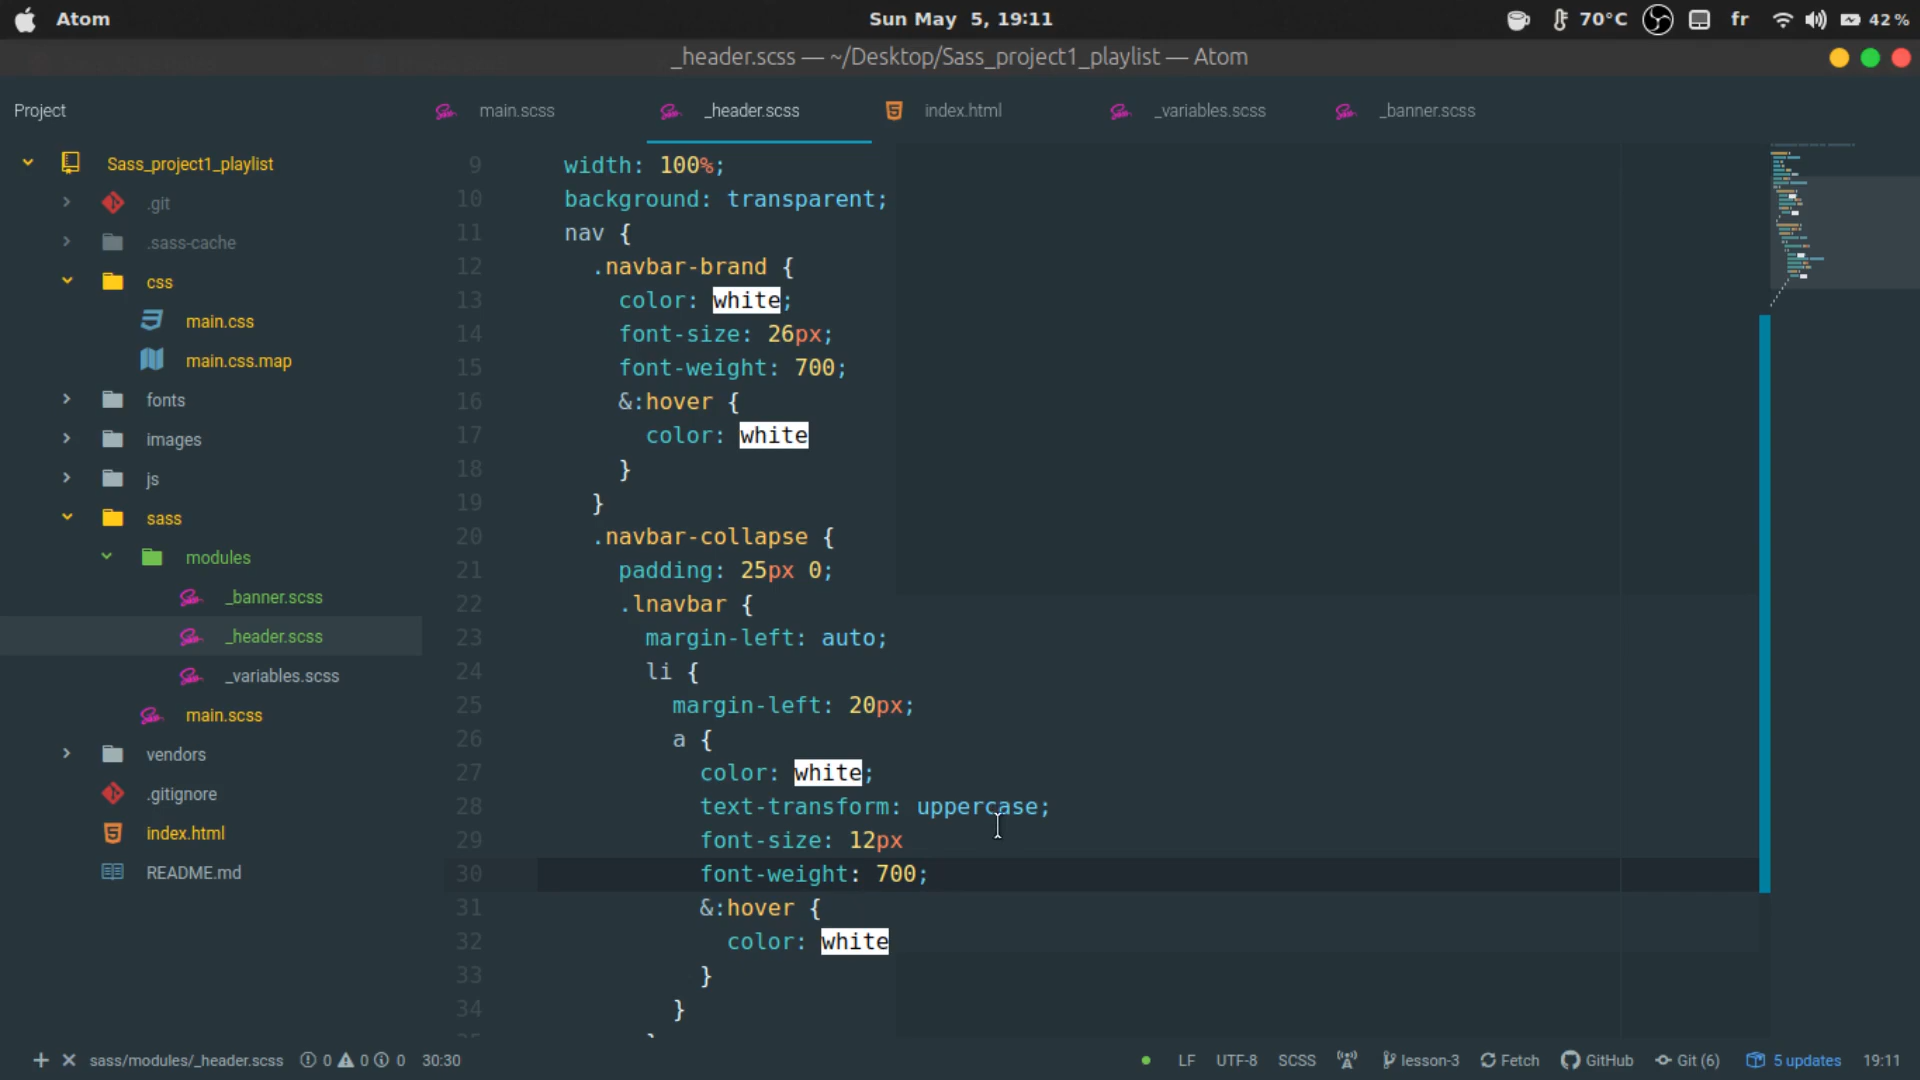 Atom
Sun May 5, 19:11
70°C
fr
42%
_header.scss — ~/Desktop/Sass_project1_playlist — Atom
Project
main.scss
_header.scss
index.html
_variables.scss
_banner.scss
Sass_project1_playlist
.git
.sass-cache
css
main.css
main.css.map
fonts
images
js
sass
modules
_banner.scss
_header.scss
_variables.scss
main.scss
vendors
.gitignore
index.html
README.md
9 width: 100%;
10 background: transparent;
11 nav {
12 .navbar-brand {
13 color: white;
14 font-size: 26px;
15 font-weight: 700;
16 &:hover {
17 color: white
18 }
19 }
20 .navbar-collapse {
21 padding: 25px 0;
22 .lnavbar {
23 margin-left: auto;
24 li {
25 margin-left: 20px;
26 a {
27 color: white;
28 text-transform: uppercase;
29 font-size: 12px
30 font-weight: 700;
31 &:hover {
32 color: white
33 }
34 }
sass/modules/_header.scss 0 0 0 30:30
LF UTF-8 SCSS lesson-3 Fetch GitHub Git (6) 5 updates 19:11